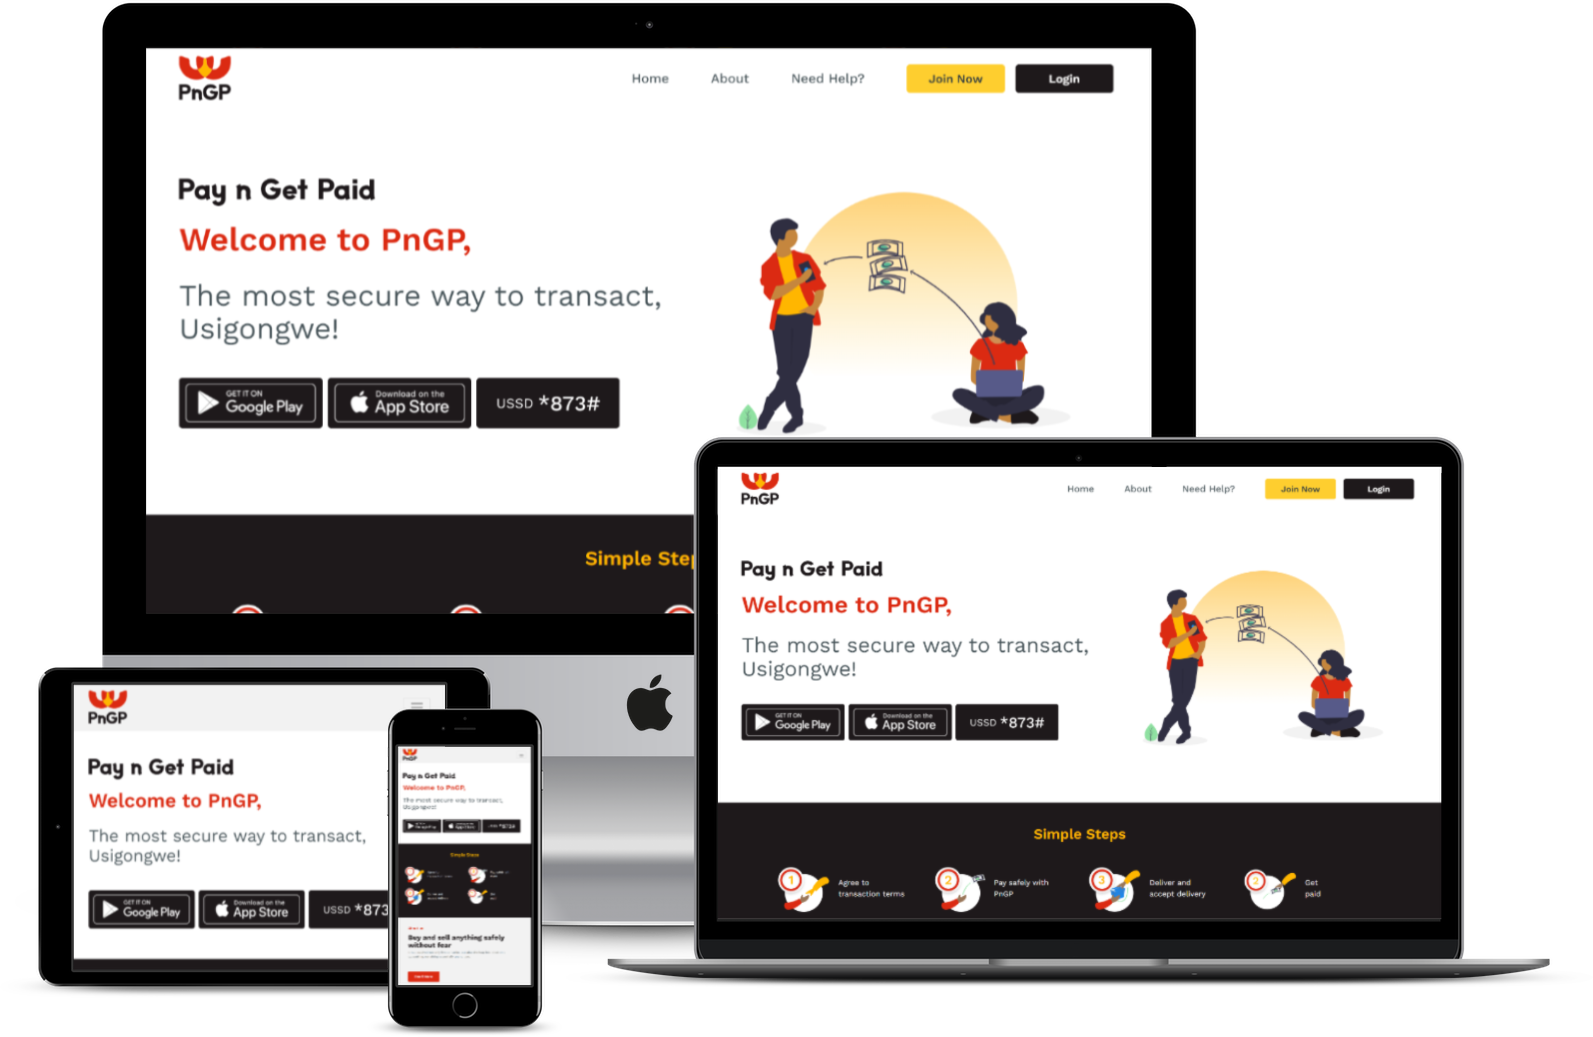 PnGP
Home About Need Help? Join Now Login
Pay n Get Paid
Welcome to PnGP,
The most secure way to transact,
Usigongwe!
GET IT ON
Google Play
Download on the
App Store
USSD *873#
Simple Step
PnGP
Home About Need Help? Join Now Login
Pay n Get Paid
Welcome to PnGP,
The most secure way to transact,
Usigongwe!
GET IT ON
Google Play
Download on the
App Store
USSD *873#
Simple Steps
1 Agree to
transaction terms
2 Pay safely with
PnGP
3 Deliver and
accept delivery
2 Get
paid
PnGP
Pay n Get Paid
Welcome to PnGP,
The most secure way to transact,
Usigongwe!
GET IT ON
Google Play
Download on the
App Store
USSD *873
PnGP
Pay n Get Paid
Welcome to PnGP,
The most secure way to transact,
Usigongwe!
Google Play
App Store
*873#
Simple Steps
Buy and sell anything safely
without fear